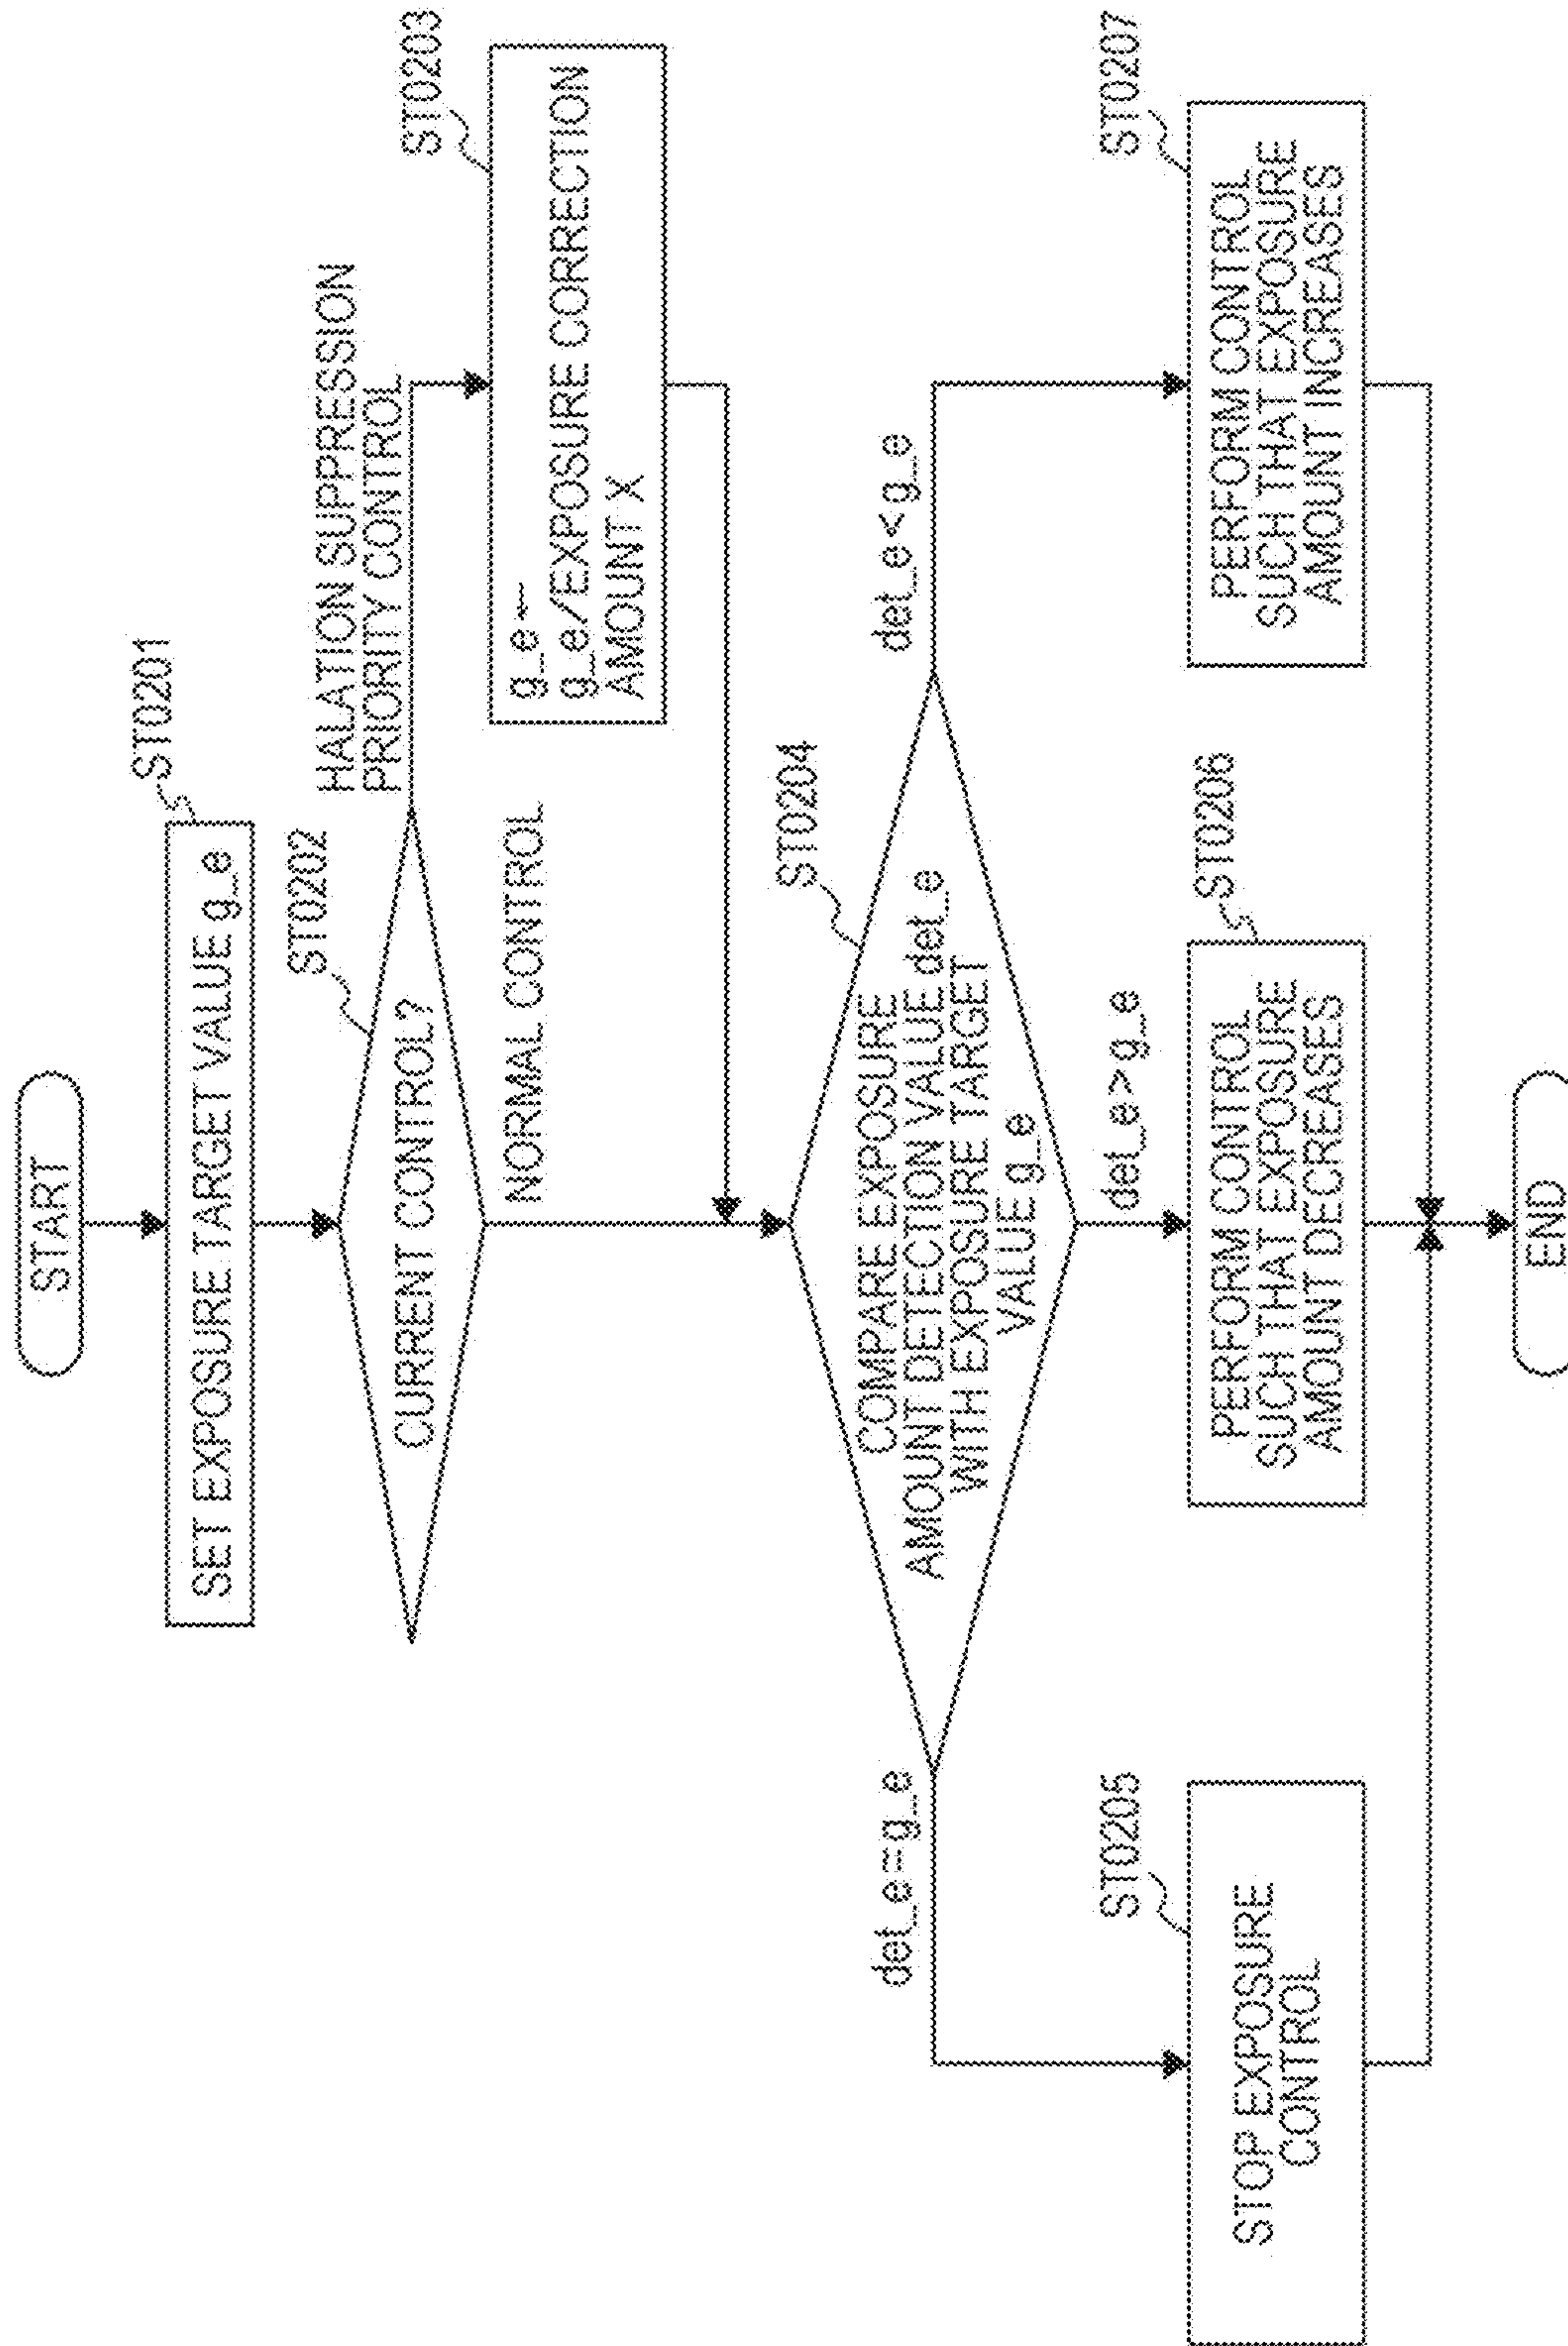 START
ST0201
SET EXPOSURE TARGET VALUE g_e
ST0202
CURRENT CONTROL?
HALATION SUPPRESSION
PRIORITY CONTROL
ST0203
g_e←
g_e/EXPOSURE CORRECTION
AMOUNT X
NORMAL CONTROL
ST0204
COMPARE EXPOSURE
AMOUNT DETECTION VALUE det_e
WITH EXPOSURE TARGET
VALUE g_e
det_e=g_e
det_e>g_e
det_e<g_e
ST0205
STOP EXPOSURE
CONTROL
ST0206
PERFORM CONTROL
SUCH THAT EXPOSURE
AMOUNT DECREASES
ST0207
PERFORM CONTROL
SUCH THAT EXPOSURE
AMOUNT INCREASES
END